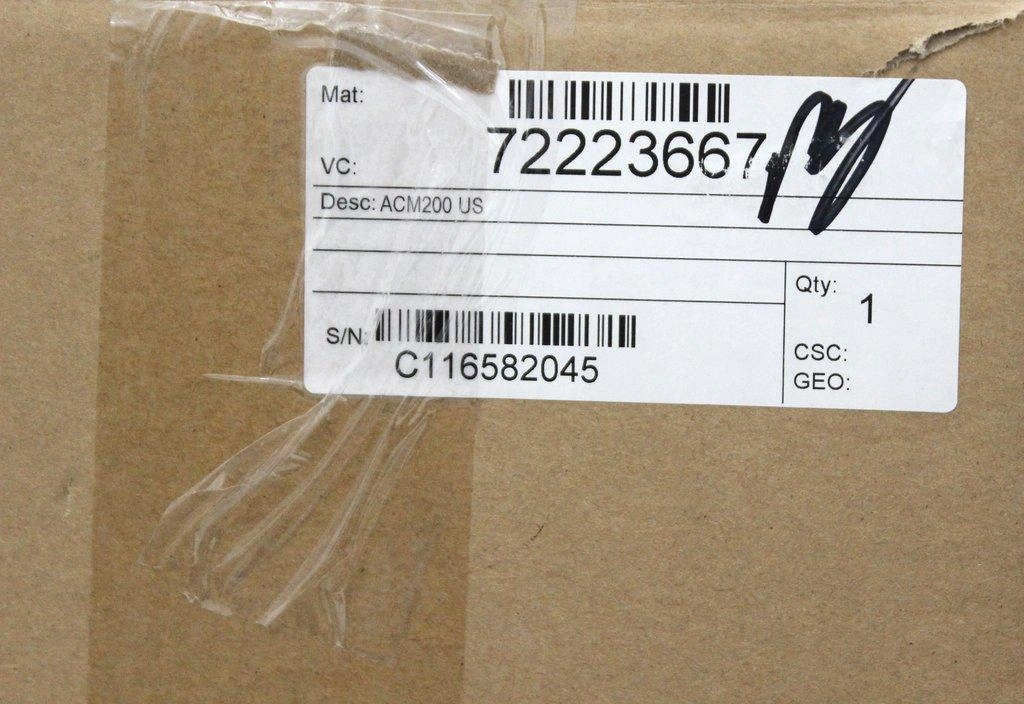 Mat:
72223667
VC:
Desc: ACM200 US
Qty: 1
S/N:
C116582045
CSC:
GEO: